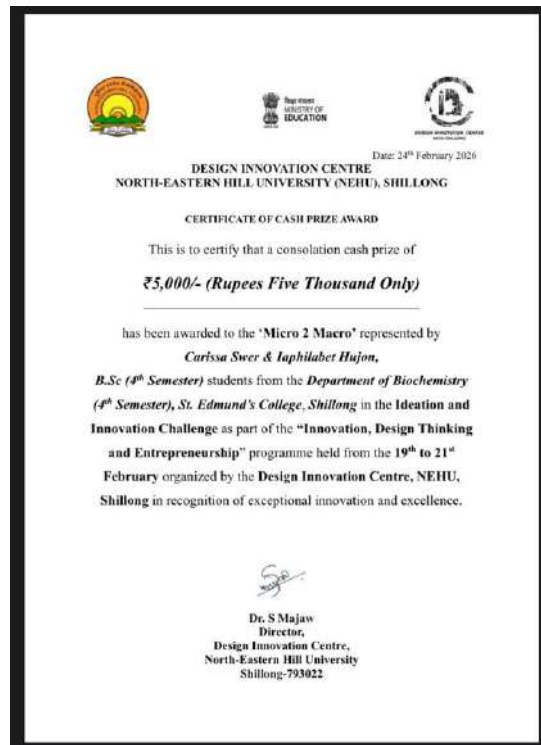 शिक्षा मंत्रालय
MINISTRY OF
EDUCATION
DESIGN INNOVATION CENTER
Date: 24th February 2026
DESIGN INNOVATION CENTRE
NORTH-EASTERN HILL UNIVERSITY (NEHU), SHILLONG
CERTIFICATE OF CASH PRIZE AWARD
This is to certify that a consolation cash prize of
₹5,000/- (Rupees Five Thousand Only)
has been awarded to the ‘Micro 2 Macro’ represented by
Carissa Swer & Iaphilabet Hujon,
B.Sc (4th Semester) students from the Department of Biochemistry
(4th Semester), St. Edmund’s College, Shillong in the Ideation and
Innovation Challenge as part of the “Innovation, Design Thinking
and Entrepreneurship” programme held from the 19th to 21st
February organized by the Design Innovation Centre, NEHU,
Shillong in recognition of exceptional innovation and excellence.
Dr. S Majaw
Director,
Design Innovation Centre,
North-Eastern Hill University
Shillong-793022